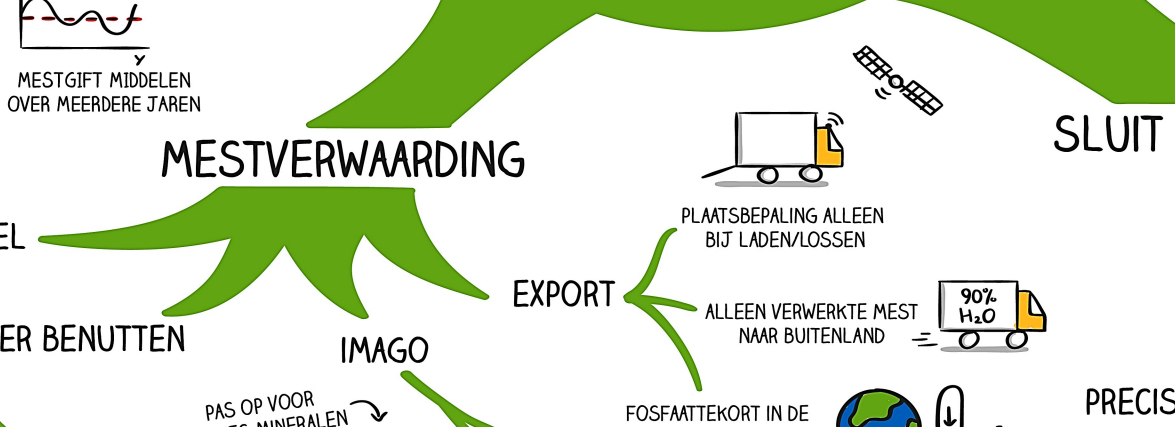 Y
MESTGIFT MIDDELEN
OVER MEERDERE JAREN
MESTVERWAARDING
SLUIT
PLAATSBEPALING ALLEEN
BIJ LADEN/LOSSEN
EL
EXPORT
90%
H2O
ALLEEN VERWERKTE MEST
NAAR BUITENLAND
ER BENUTTEN
IMAGO
PAS OP VOOR
MINERALEN
FOSFAATTEKORT IN DE
PRECIS